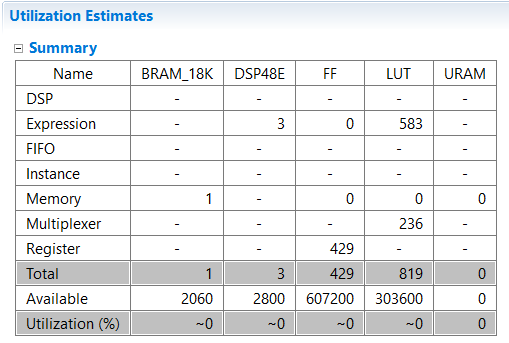 Utilization Estimates
Summary
Name BRAM_18K DSP48E FF LUT URAM
DSP - - - - -
Expression - 3 0 583 -
FIFO - - - - -
Instance - - - - -
Memory 1 - 0 0 0
Multiplexer - - - 236 -
Register - - 429 - -
Total 1 3 429 819 0
Available 2060 2800 607200 303600 0
Utilization (%) ~0 ~0 ~0 ~0 0